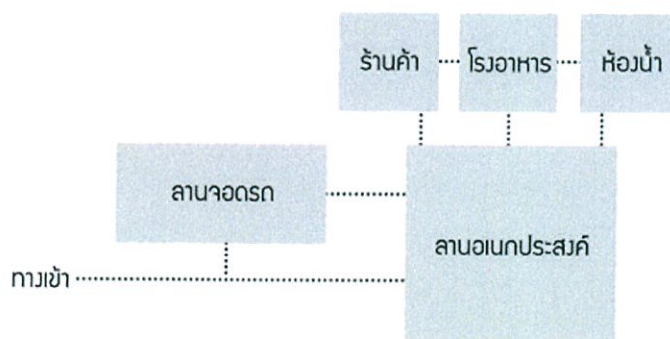 ร้านค้า
โรงอาหาร
ห้องน้ำ
ลานจอดรถ
ลานอเนกประสงค์
ทางเข้า